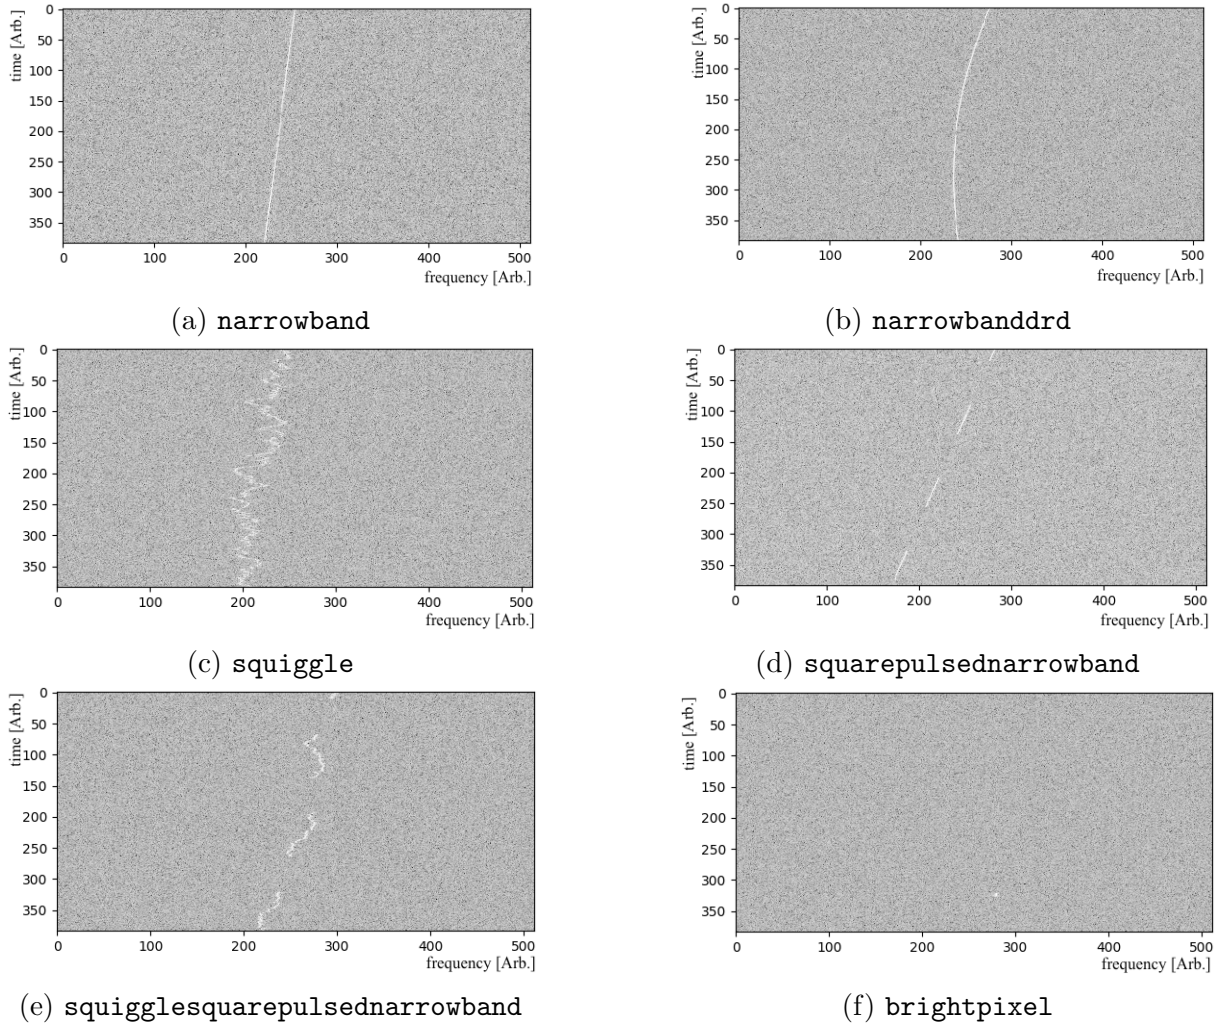 0
50
100
150
200
250
300
350
time [Arb.]
0 100 200 300 400 500
frequency [Arb.]
(a) narrowband
0
50
100
150
200
250
300
350
time [Arb.]
0 100 200 300 400 500
frequency [Arb.]
(b) narrowbanddrd
0
50
100
150
200
250
300
350
time [Arb.]
0 100 200 300 400 500
frequency [Arb.]
(c) squiggle
0
50
100
150
200
250
300
350
time [Arb.]
0 100 200 300 400 500
frequency [Arb.]
(d) squarepulsednarrowband
0
50
100
150
200
250
300
350
time [Arb.]
0 100 200 300 400 500
frequency [Arb.]
(e) squigglesquarepulsednarrowband
0
50
100
150
200
250
300
350
time [Arb.]
0 100 200 300 400 500
frequency [Arb.]
(f) brightpixel